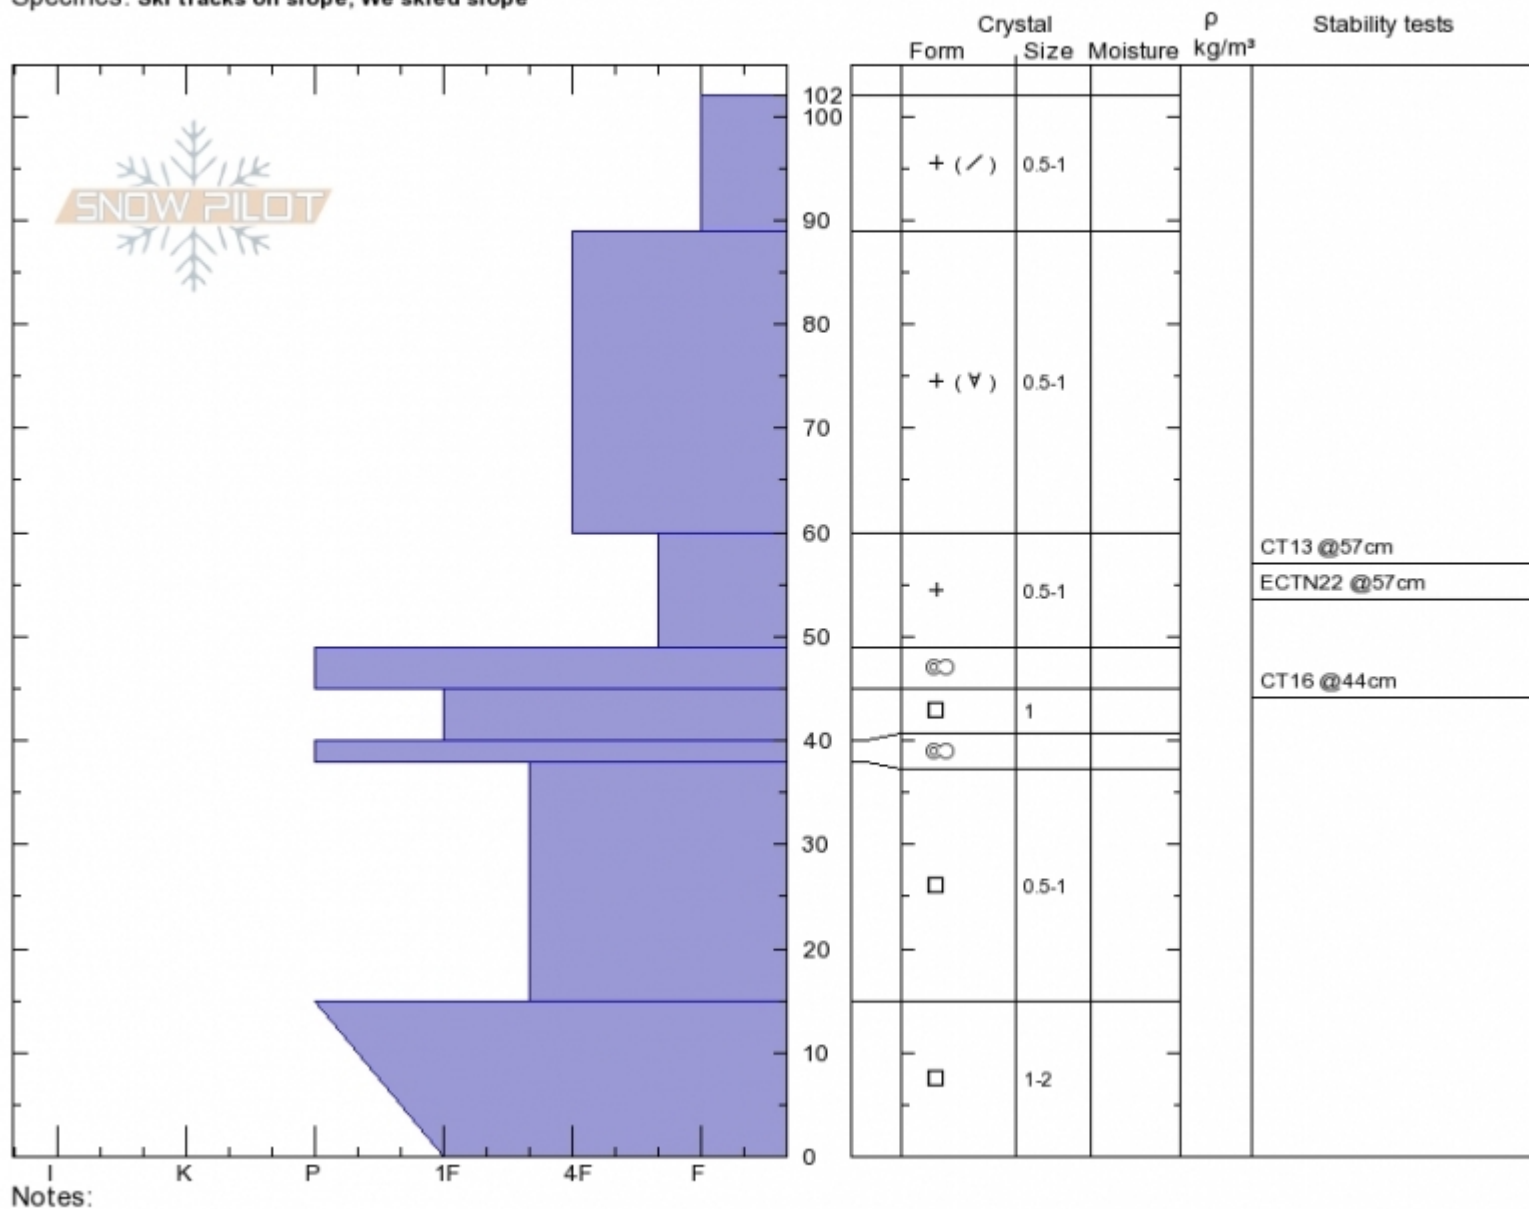 Specifics: Ski tracks on slope, We skied slope
Crystal ρ Stability tests
Form Size Moisture kg/m³
SNOW PILOT
102
100
+ (∕) 0.5-1
90
80
+ (∀) 0.5-1
70
60
CT13 @57cm
+ 0.5-1
ECTN22 @57cm
50
CT16 @44cm
1
40
30
0.5-1
20
10
1-2
0
I K P 1F 4F F
Notes: